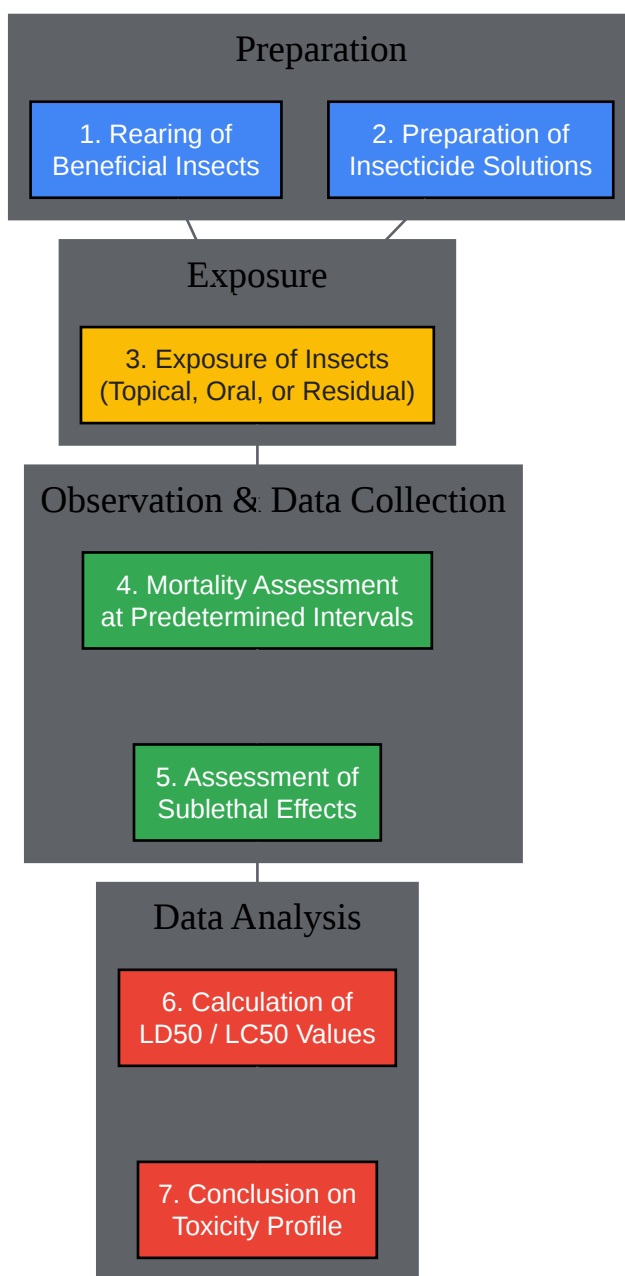 Preparation
1. Rearing of
Beneficial Insects
2. Preparation of
Insecticide Solutions
Exposure
3. Exposure of Insects
(Topical, Oral, or Residual)
Observation & Data Collection
4. Mortality Assessment
at Predetermined Intervals
5. Assessment of
Sublethal Effects
Data Analysis
6. Calculation of
LD50 / LC50 Values
7. Conclusion on
Toxicity Profile